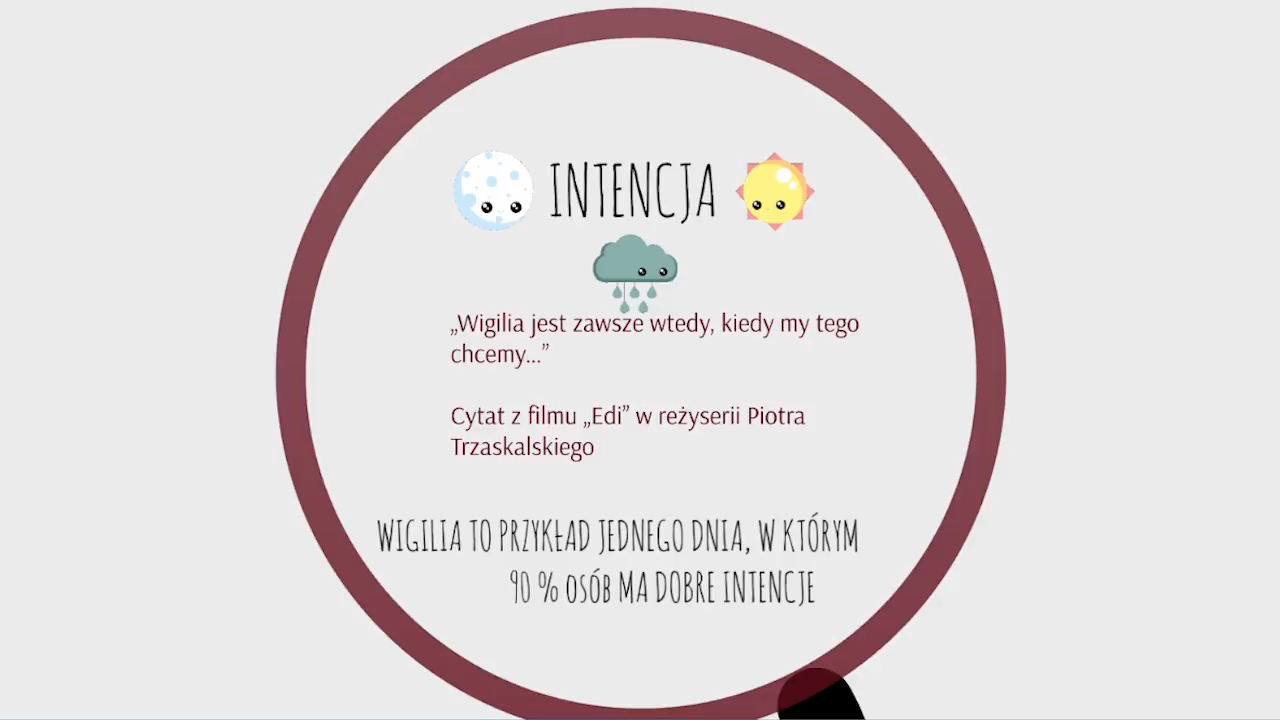 INTENCJA
„Wigilia jest zawsze wtedy, kiedy my tego
chcemy...”
Cytat z filmu „Edi” w reżyserii Piotra
Trzaskalskiego
WIGILIA TO PRZYKŁAD JEDNEGO DNIA, W KTÓRYM
90 % osób MA DOBRE INTENCJE